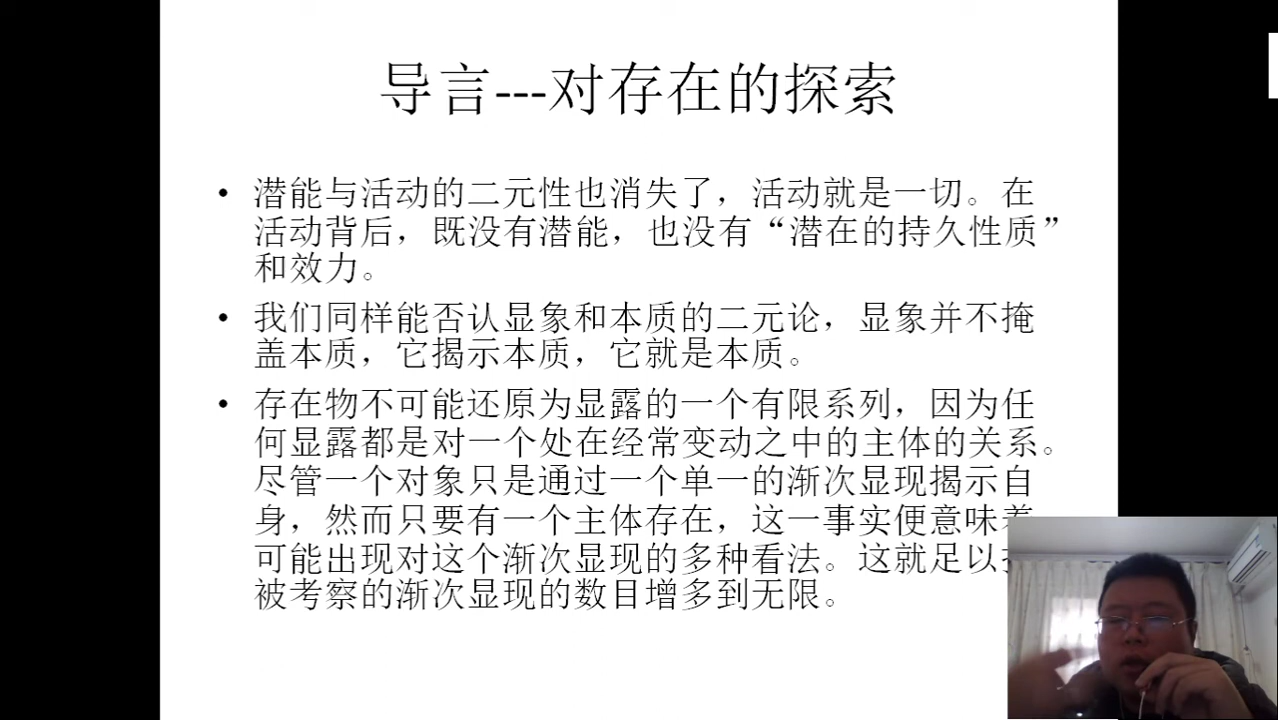 导言---对存在的探索
• 潜能与活动的二元性也消失了，活动就是一切。在
活动背后，既没有潜能，也没有“潜在的持久性质”
和效力。
• 我们同样能否认显象和本质的二元论，显象并不掩
盖本质，它揭示本质，它就是本质。
• 存在物不可能还原为显露的一个有限系列，因为任
何显露都是对一个处在经常变动之中的主体的关系。
尽管一个对象只是通过一个单一的渐次显现揭示自
身，然而只要有一个主体存在，这一事实便意味着
可能出现对这个渐次显现的多种看法。这就足以
被考察的渐次显现的数目增多到无限。